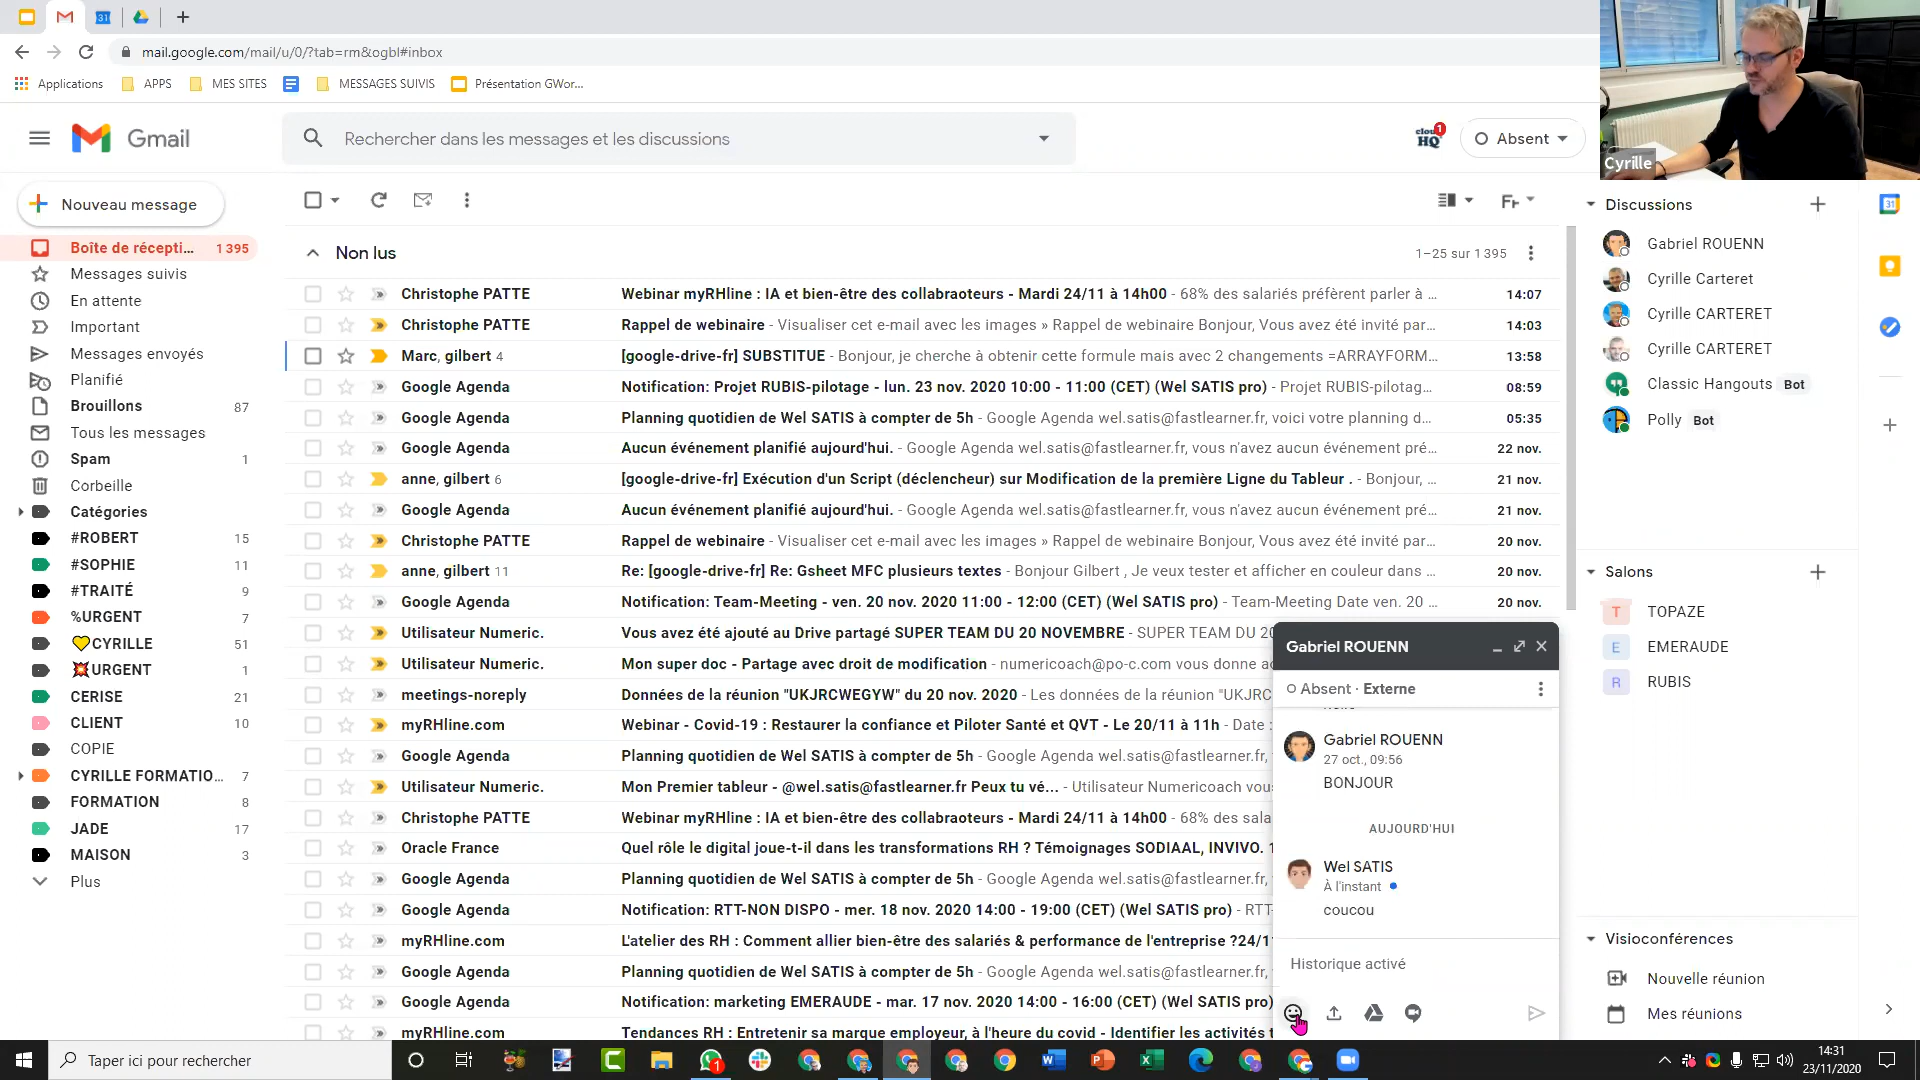 mail.google.com/mail/u/0/?tab=rm&ogbl#inbox
Applications
APPS
MES SITES
MESSAGES SUIVIS
Présentation GWor...
Gmail
Rechercher dans les messages et les discussions
cloudHQ
1
Absent
Cyrille
Nouveau message
Boîte de récepti... 1 395
Messages suivis
En attente
Important
Messages envoyés
Planifié
Brouillons 87
Tous les messages
Spam 1
Corbeille
Catégories
#ROBERT 15
#SOPHIE 11
#TRAITÉ 9
%URGENT 7
💛CYRILLE 51
💥URGENT 1
CERISE 21
CLIENT 10
COPIE
CYRILLE FORMATIO... 7
FORMATION 8
JADE 17
MAISON 3
Plus
Fr
Non lus
1–25 sur 1 395
Christophe PATTE Webinar myRHline : IA et bien-être des collabraoteurs - Mardi 24/11 à 14h00 - 68% des salariés préfèrent parler à ... 14:07
Christophe PATTE Rappel de webinaire - Visualiser cet e-mail avec les images » Rappel de webinaire Bonjour, Vous avez été invité par... 14:03
Marc, gilbert 4 [google-drive-fr] SUBSTITUE - Bonjour, je cherche à obtenir cette formule mais avec 2 changements =ARRAYFORM... 13:58
Google Agenda Notification: Projet RUBIS-pilotage - lun. 23 nov. 2020 10:00 - 11:00 (CET) (Wel SATIS pro) - Projet RUBIS-pilotag... 08:59
Google Agenda Planning quotidien de Wel SATIS à compter de 5h - Google Agenda wel.satis@fastlearner.fr, voici votre planning d... 05:35
Google Agenda Aucun événement planifié aujourd'hui. - Google Agenda wel.satis@fastlearner.fr, vous n'avez aucun événement pré... 22 nov.
anne, gilbert 6 [google-drive-fr] Exécution d'un Script (déclencheur) sur Modification de la première Ligne du Tableur . - Bonjour, ... 21 nov.
Google Agenda Aucun événement planifié aujourd'hui. - Google Agenda wel.satis@fastlearner.fr, vous n'avez aucun événement pré... 21 nov.
Christophe PATTE Rappel de webinaire - Visualiser cet e-mail avec les images » Rappel de webinaire Bonjour, Vous avez été invité par... 20 nov.
anne, gilbert 11 Re: [google-drive-fr] Re: Gsheet MFC plusieurs textes - Bonjour Gilbert , Je veux tester et afficher en couleur dans ... 20 nov.
Google Agenda Notification: Team-Meeting - ven. 20 nov. 2020 11:00 - 12:00 (CET) (Wel SATIS pro) - Team-Meeting Date ven. 20 ... 20 nov.
Utilisateur Numeric. Vous avez été ajouté au Drive partagé SUPER TEAM DU 20 NOVEMBRE - SUPER TEAM DU 20
Utilisateur Numeric. Mon super doc - Partage avec droit de modification - numericoach@po-c.com vous donne ac
meetings-noreply Données de la réunion "UKJRCWEGYW" du 20 nov. 2020 - Les données de la réunion "UKJRC
myRHline.com Webinar - Covid-19 : Restaurer la confiance et Piloter Santé et QVT - Le 20/11 à 11h - Date :
Google Agenda Planning quotidien de Wel SATIS à compter de 5h - Google Agenda wel.satis@fastlearner.fr,
Utilisateur Numeric. Mon Premier tableur - @wel.satis@fastlearner.fr Peux tu vé... - Utilisateur Numericoach vou
Christophe PATTE Webinar myRHline : IA et bien-être des collabraoteurs - Mardi 24/11 à 14h00 - 68% des sala
Oracle France Quel rôle le digital joue-t-il dans les transformations RH ? Témoignages SODIAAL, INVIVO. 1
Google Agenda Planning quotidien de Wel SATIS à compter de 5h - Google Agenda wel.satis@fastlearner.fr,
Google Agenda Notification: RTT-NON DISPO - mer. 18 nov. 2020 14:00 - 19:00 (CET) (Wel SATIS pro) - RTT-
myRHline.com L'atelier des RH : Comment allier bien-être des salariés & performance de l'entreprise ?24/1
Google Agenda Planning quotidien de Wel SATIS à compter de 5h - Google Agenda wel.satis@fastlearner.fr,
Google Agenda Notification: marketing EMERAUDE - mar. 17 nov. 2020 14:00 - 16:00 (CET) (Wel SATIS pro)
myRHline.com Tendances RH : Entretenir sa marque employeur, à l'heure du covid - Identifier les activités t
Gabriel ROUENN
Absent · Externe
Gabriel ROUENN
27 oct., 09:56
BONJOUR
AUJOURD'HUI
Wel SATIS
À l'instant
coucou
Historique activé
Discussions
Gabriel ROUENN
Cyrille Carteret
Cyrille CARTERET
Cyrille CARTERET
Classic Hangouts Bot
Polly Bot
Salons
T TOPAZE
E EMERAUDE
R RUBIS
Visioconférences
Nouvelle réunion
Mes réunions
31
Taper ici pour rechercher
1
14:31
23/11/2020